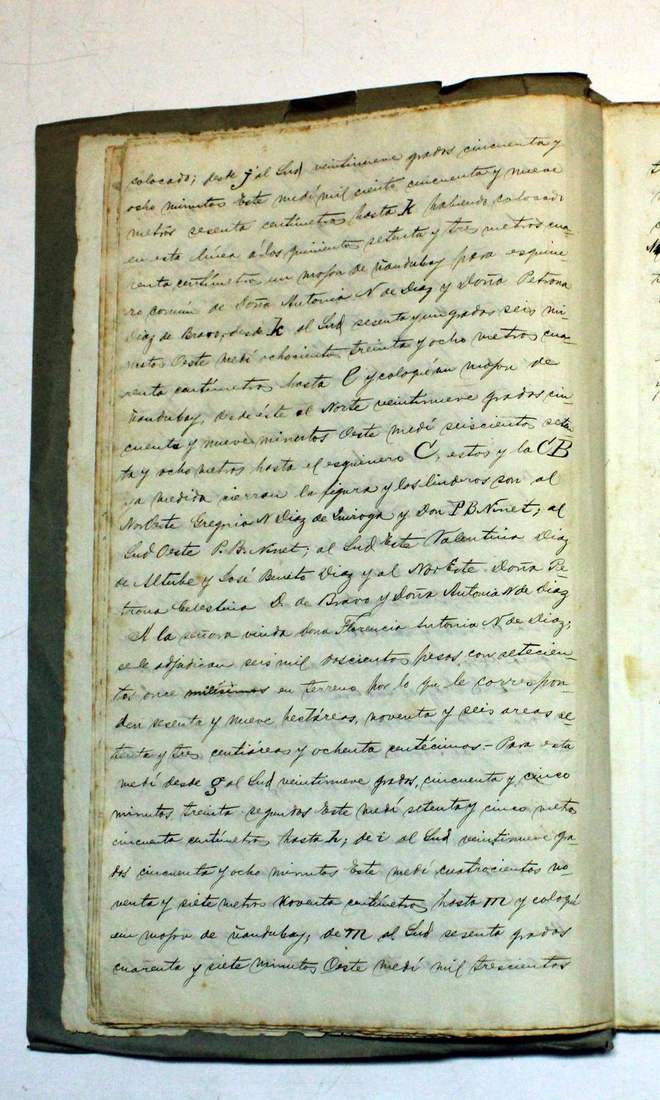 colocado; desde j al Sud veintinueve grados cincuenta y
ocho minutos Este medí mil ciento cincuenta y nueve
metros sesenta centímetros hasta k habiendo colocado
en esta línea á los quinientos setenta y tres metros cua-
renta centímetros un mojon de ñandubay para esquine
ro comun de Doña Antonia N de Diaz y Doña Petrona
Diaz de Bravo; desde k al Sud sesenta y un grados seis mi-
nutos Oeste medí ochocientos treinta y ocho metros cua-
renta centímetros hasta l y coloqué un mojon de
ñandubay, desde éste al Norte veintinueve grados cin
cuenta y nueve minutos Oeste medí seiscientos seten
ta y ocho metros hasta el esquinero C, estos y la CB
ya medida cierran la figura y los linderos son al
NorOeste Gregoria N Diaz de Quiroga y Don P. B. Ninet; al
Sud Oeste P. B. Ninet; al Sud Este Valentina Diaz
de Altube y José Benito Diaz y al NorEste Doña Pe-
trona Celestina D. de Bravo y Doña Antonia N de Diaz
A la señora viuda Doña Florencia Antonia N. de Diaz,
se le adjudican seis mil doscientos pesos con setecien-
tos once milésimos en terreno por lo que le correspon-
den sesenta y nueve hectáreas, noventa y seis areas se
tenta y tres centiáreas y ochenta centécimos.- Para esta
medí desde g al Sud veintinueve grados, cincuenta y cinco
minutos treinta segundos Este medí setenta y cinco metros
cincuenta centímetros hasta h; de i al Sud veintinueve gra-
dos cincuenta y ocho minutos Este medí cuatrocientos no-
venta y siete metros noventa centímetros hasta m y coloqué
un mojon de ñandubay; de m al Sud sesenta grados
cuarenta y siete minutos Oeste medí mil trescientos